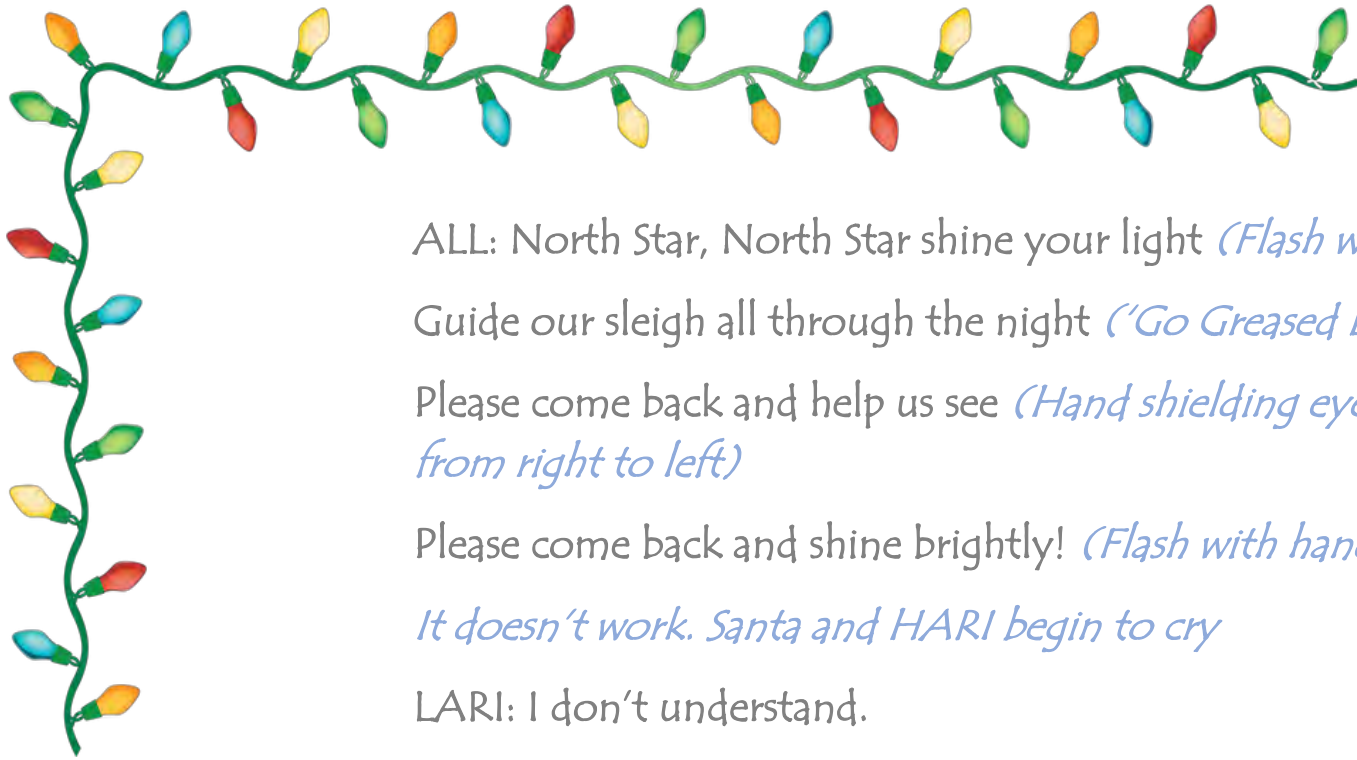 ALL: North Star, North Star shine your light (Flash
Guide our sleigh all through the night (‘Go Greased
Please come back and help us see (Hand shielding
from right to left)
Please come back and shine brightly! (Flash with
It doesn’t work. Santa and HARI begin to cry
LARI: I don’t understand.